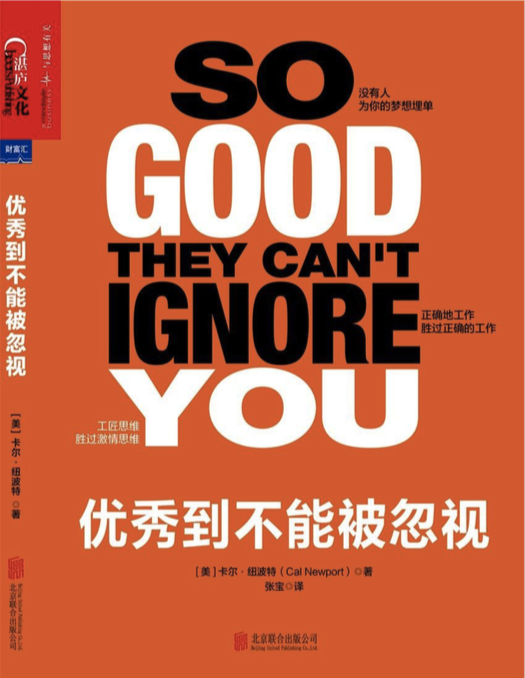 湛庐文化
财富汇
优秀到不能被忽视
[美] 卡尔·纽波特 ◎ 著
北京联合出版公司
Beijing United Publishing Co.,Ltd.
SO
没有人
为你的梦想埋单
GOOD
THEY CAN'T
IGNORE
正确地工作
胜过正确的工作
YOU
工匠思维
胜过激情思维
优秀到不能被忽视
[美] 卡尔·纽波特（Cal Newport）◎ 著
张宝◎译
北京联合出版公司
Beijing United Publishing Co.,Ltd.